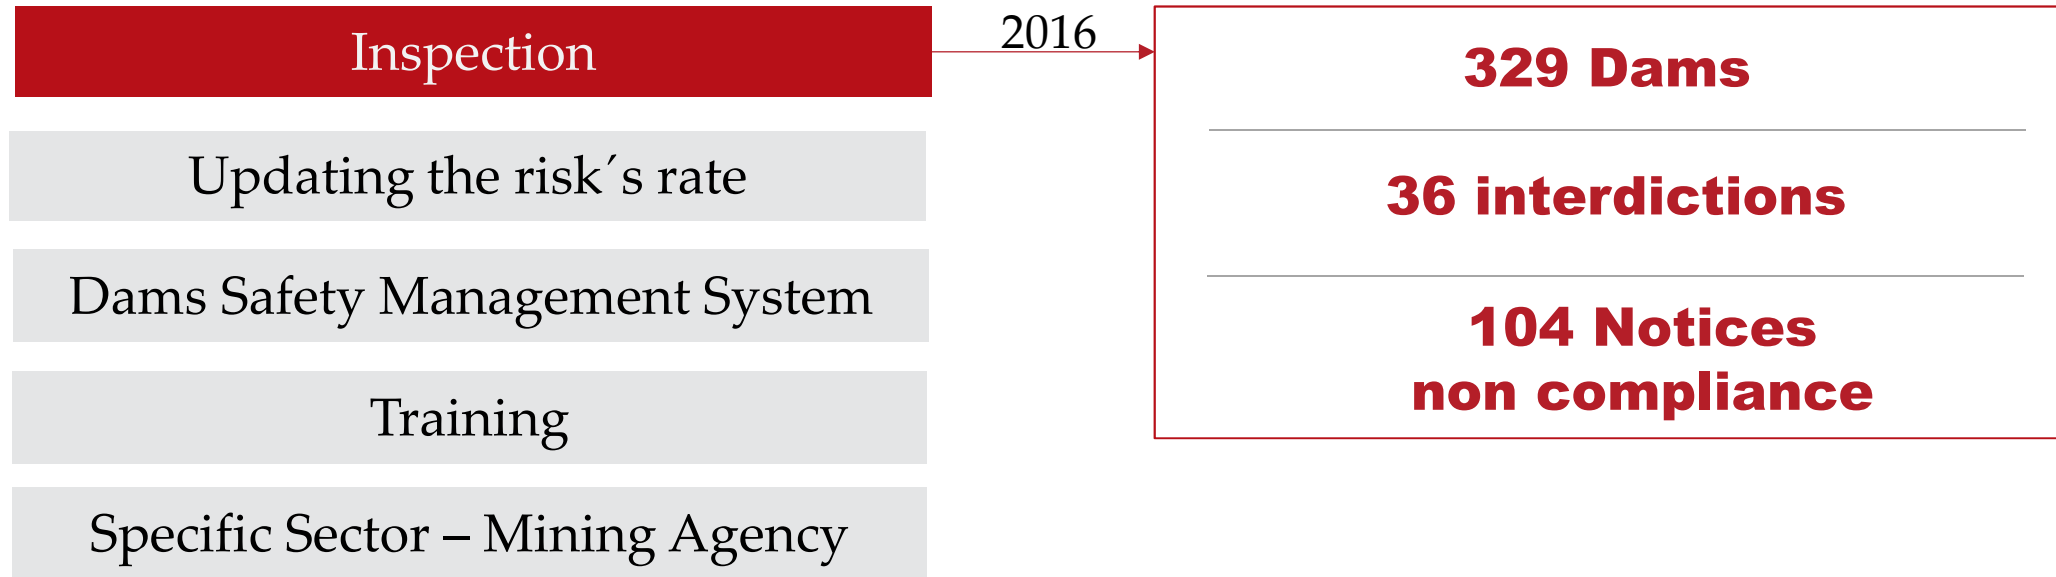 Inspection
2016
329 Dams
36 interdictions
104 Notices
non compliance
Updating the risk´s rate
Dams Safety Management System
Training
Specific Sector – Mining Agency